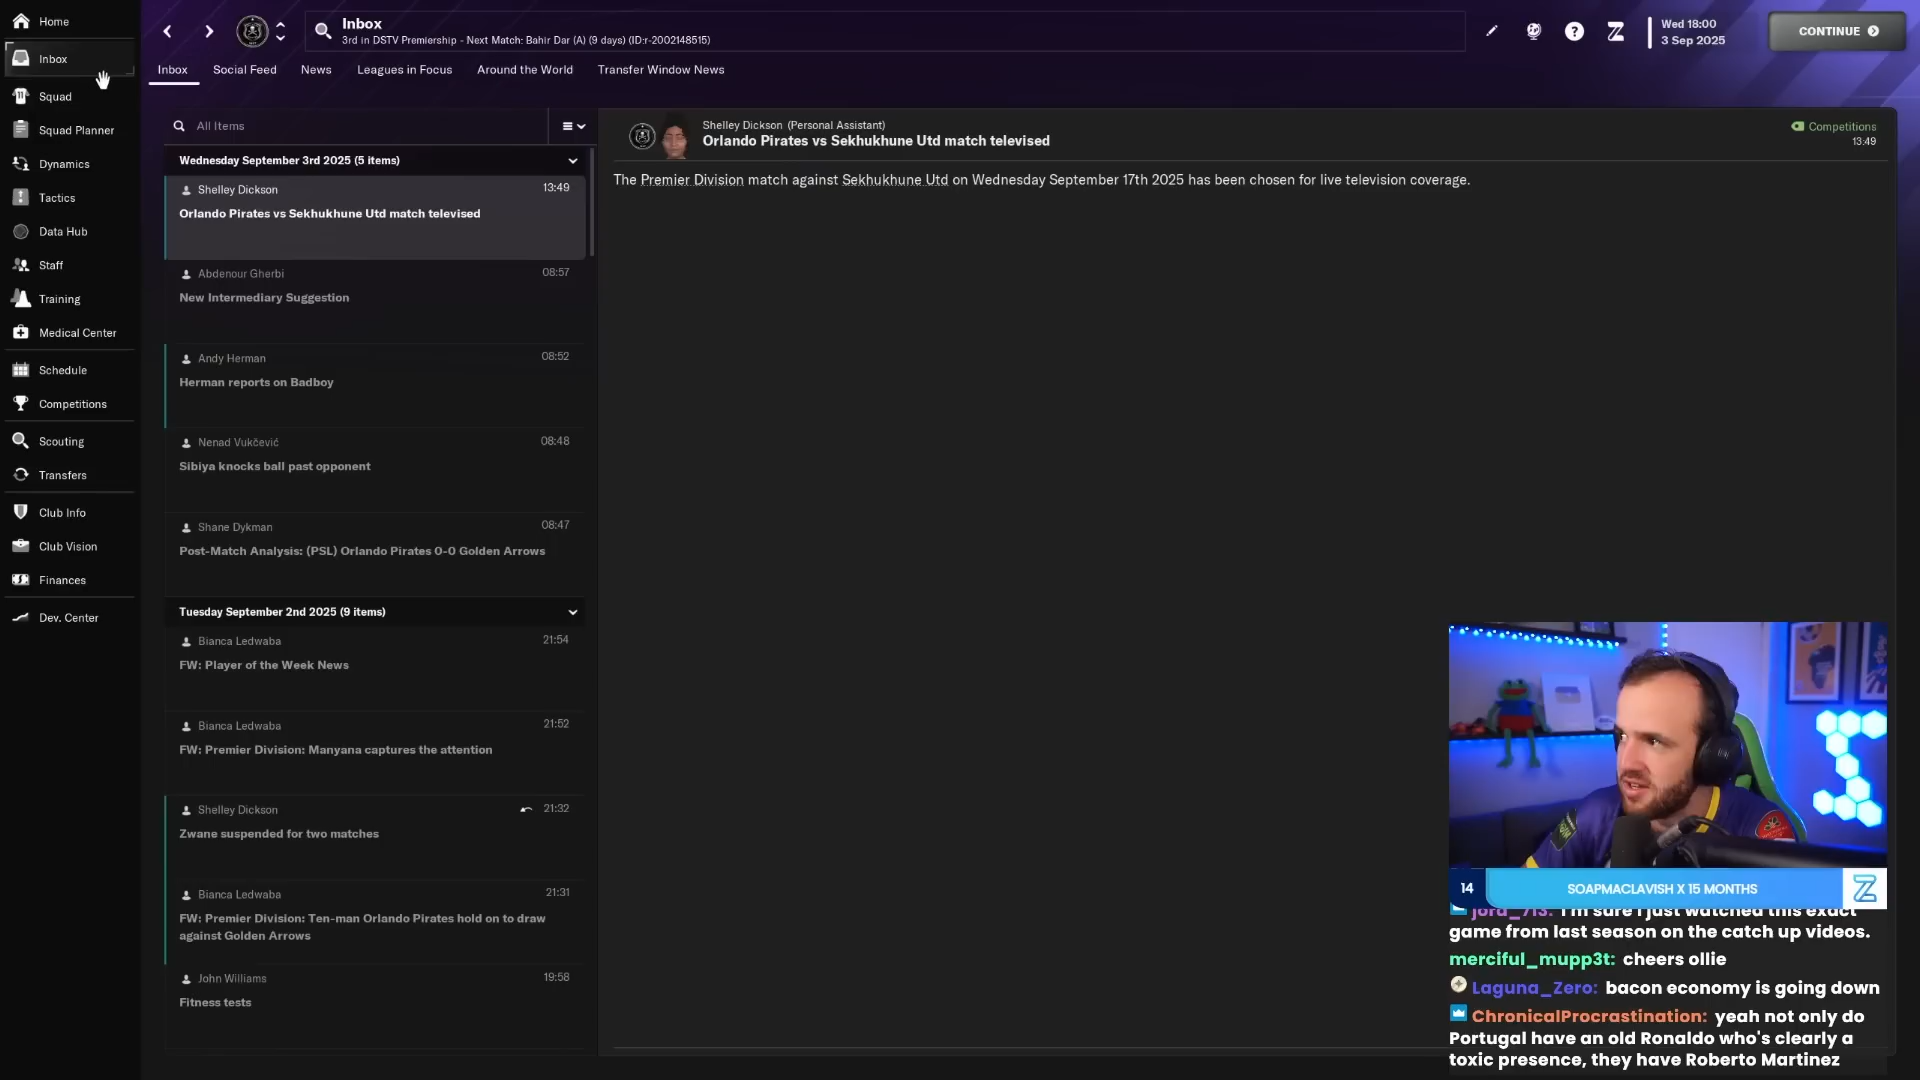 Home
Inbox
Squad
Squad Planner
Dynamics
Tactics
Data Hub
Staff
Training
Medical Center
Schedule
Competitions
Scouting
Transfers
Club Info
Club Vision
Finances
Dev. Center
Inbox
3rd in DSTV Premiership - Next Match: Bahir Dar (A) (9 days) (ID:r-2002148515)
Wed 18:00
3 Sep 2025
CONTINUE
Inbox
Social Feed
News
Leagues in Focus
Around the World
Transfer Window News
All Items
Wednesday September 3rd 2025 (5 items)
Shelley Dickson 13:49
Orlando Pirates vs Sekhukhune Utd match televised
Abdenour Gherbi 08:57
New Intermediary Suggestion
Andy Herman 08:52
Herman reports on Badboy
Nenad Vukčević 08:48
Sibiya knocks ball past opponent
Shane Dykman 08:47
Post-Match Analysis: (PSL) Orlando Pirates 0-0 Golden Arrows
Tuesday September 2nd 2025 (9 items)
Bianca Ledwaba 21:54
FW: Player of the Week News
Bianca Ledwaba 21:52
FW: Premier Division: Manyana captures the attention
Shelley Dickson 21:32
Zwane suspended for two matches
Bianca Ledwaba 21:31
FW: Premier Division: Ten-man Orlando Pirates hold on to draw
against Golden Arrows
John Williams 19:58
Fitness tests
Shelley Dickson (Personal Assistant)
Orlando Pirates vs Sekhukhune Utd match televised
Competitions
13:49
The Premier Division match against Sekhukhune Utd on Wednesday September 17th 2025 has been chosen for live television coverage.
14 SOAPMACLAVISH X 15 MONTHS
jord_713: I'm sure I just watched this exact
game from last season on the catch up videos.
merciful_mupp3t: cheers ollie
Laguna_Zero: bacon economy is going down
ChronicalProcrastination: yeah not only do
Portugal have an old Ronaldo who's clearly a
toxic presence, they have Roberto Martinez